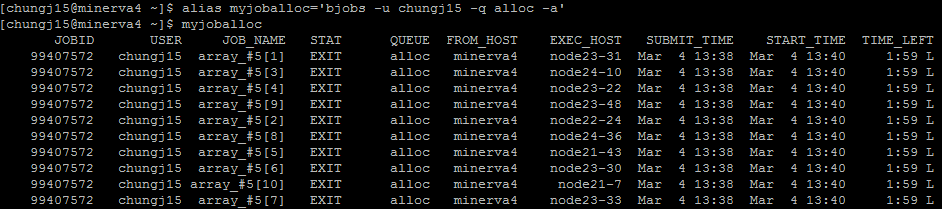 [chungj15@minerva4 ~]$ alias myjoballoc='bjobs -u chungj15 -q alloc -a'
[chungj15@minerva4 ~]$ myjoballoc
JOBID USER JOB_NAME STAT QUEUE FROM_HOST EXEC_HOST SUBMIT_TIME START_TIME TIME_LEFT
99407572 chungj15 array_#5[1] EXIT alloc minerva4 node23-31 Mar 4 13:38 Mar 4 13:40 1:59 L
99407572 chungj15 array_#5[3] EXIT alloc minerva4 node24-10 Mar 4 13:38 Mar 4 13:40 1:59 L
99407572 chungj15 array_#5[4] EXIT alloc minerva4 node23-22 Mar 4 13:38 Mar 4 13:40 1:59 L
99407572 chungj15 array_#5[9] EXIT alloc minerva4 node23-48 Mar 4 13:38 Mar 4 13:40 1:59 L
99407572 chungj15 array_#5[2] EXIT alloc minerva4 node22-24 Mar 4 13:38 Mar 4 13:40 1:59 L
99407572 chungj15 array_#5[8] EXIT alloc minerva4 node24-36 Mar 4 13:38 Mar 4 13:40 1:59 L
99407572 chungj15 array_#5[5] EXIT alloc minerva4 node21-43 Mar 4 13:38 Mar 4 13:40 1:59 L
99407572 chungj15 array_#5[6] EXIT alloc minerva4 node23-30 Mar 4 13:38 Mar 4 13:40 1:59 L
99407572 chungj15 array_#5[10] EXIT alloc minerva4 node21-7 Mar 4 13:38 Mar 4 13:40 1:59 L
99407572 chungj15 array_#5[7] EXIT alloc minerva4 node23-33 Mar 4 13:38 Mar 4 13:40 1:59 L